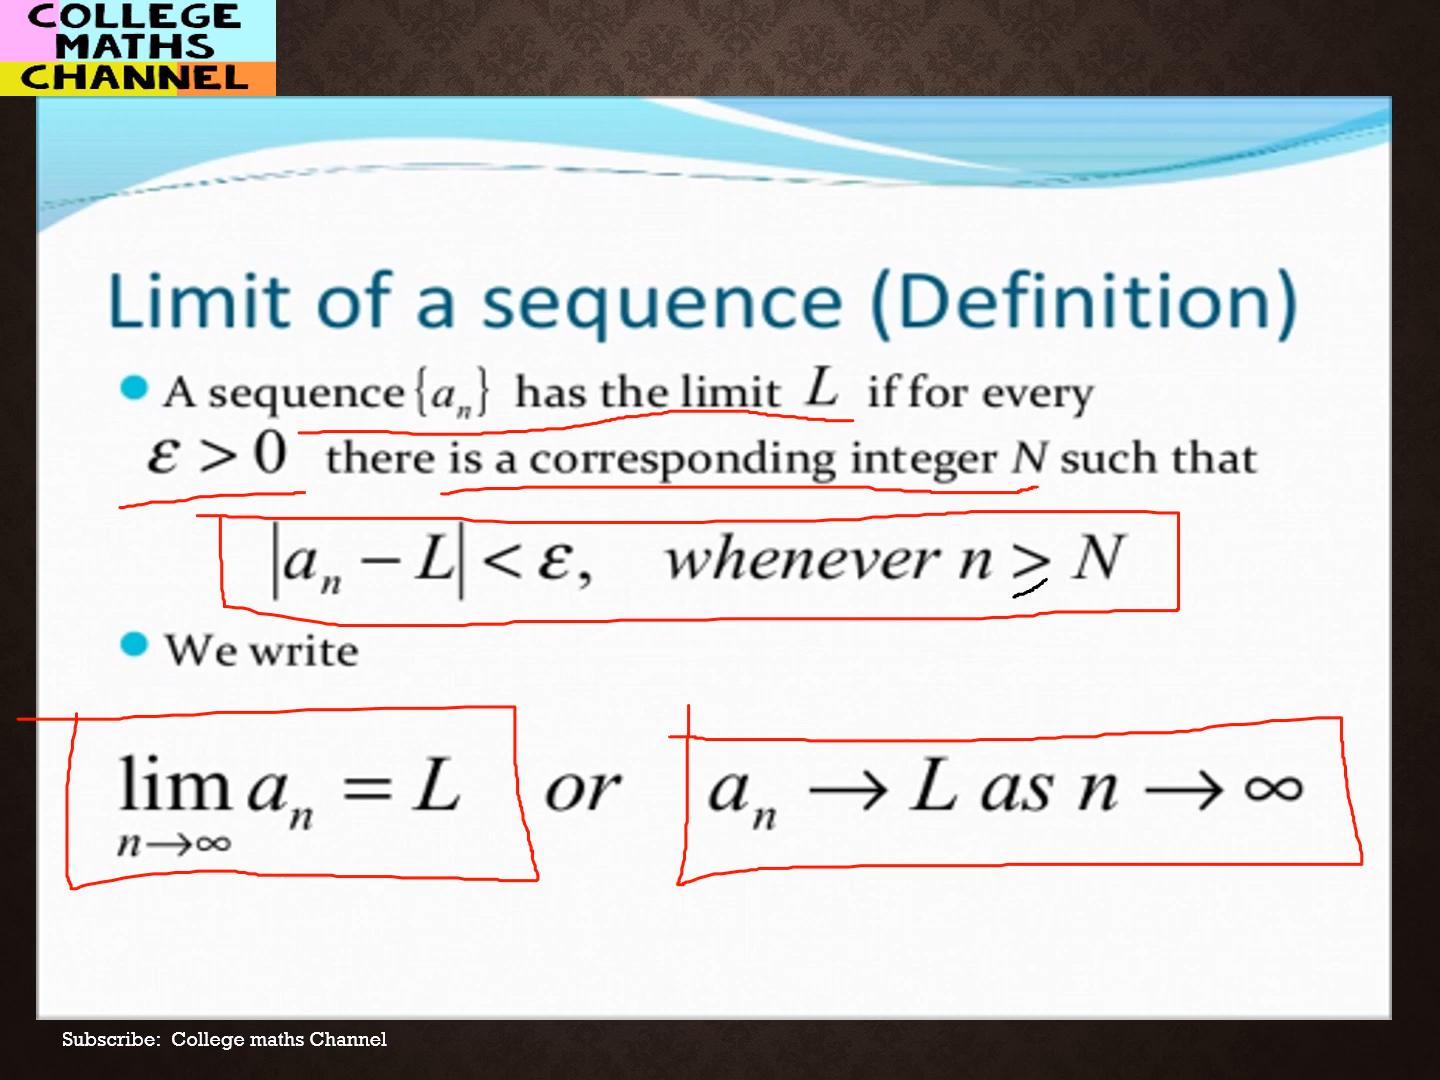 COLLEGE
MATHS
CHANNEL
Limit of a sequence (Definition)
A sequence {aₙ} has the limit L if for every
ε > 0 there is a corresponding integer N such that
|aₙ − L| < ε, whenever n > N
We write
lim aₙ = L or aₙ → L as n → ∞
n→∞
Subscribe: College maths Channel